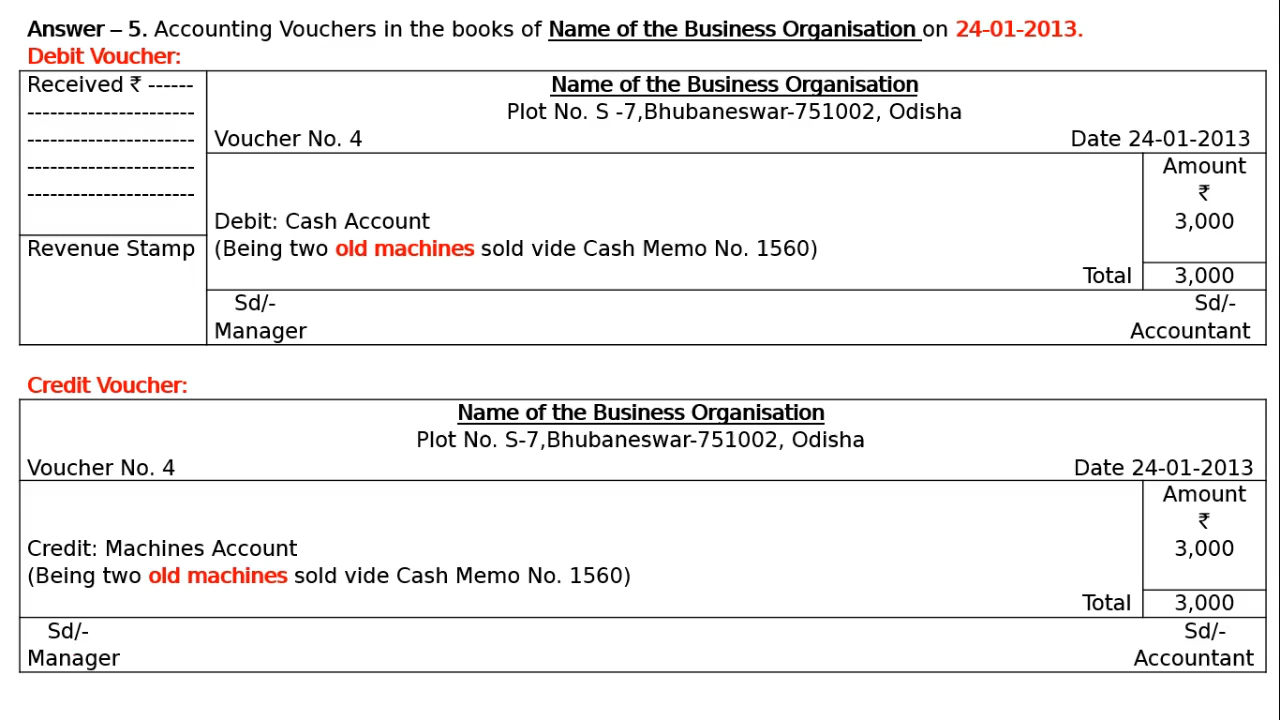 Answer – 5. Accounting Vouchers in the books of Name of the Business Organisation on 24-01-2013.
Debit Voucher:
Received ₹ ------
----------------------
----------------------
----------------------
----------------------
Revenue Stamp
Name of the Business Organisation
Plot No. S -7,Bhubaneswar-751002, Odisha
Voucher No. 4 Date 24-01-2013
Amount
₹
Debit: Cash Account 3,000
(Being two old machines sold vide Cash Memo No. 1560)
Total 3,000
Sd/- Sd/-
Manager Accountant
Credit Voucher:
Name of the Business Organisation
Plot No. S-7,Bhubaneswar-751002, Odisha
Voucher No. 4 Date 24-01-2013
Amount
₹
Credit: Machines Account 3,000
(Being two old machines sold vide Cash Memo No. 1560)
Total 3,000
Sd/- Sd/-
Manager Accountant